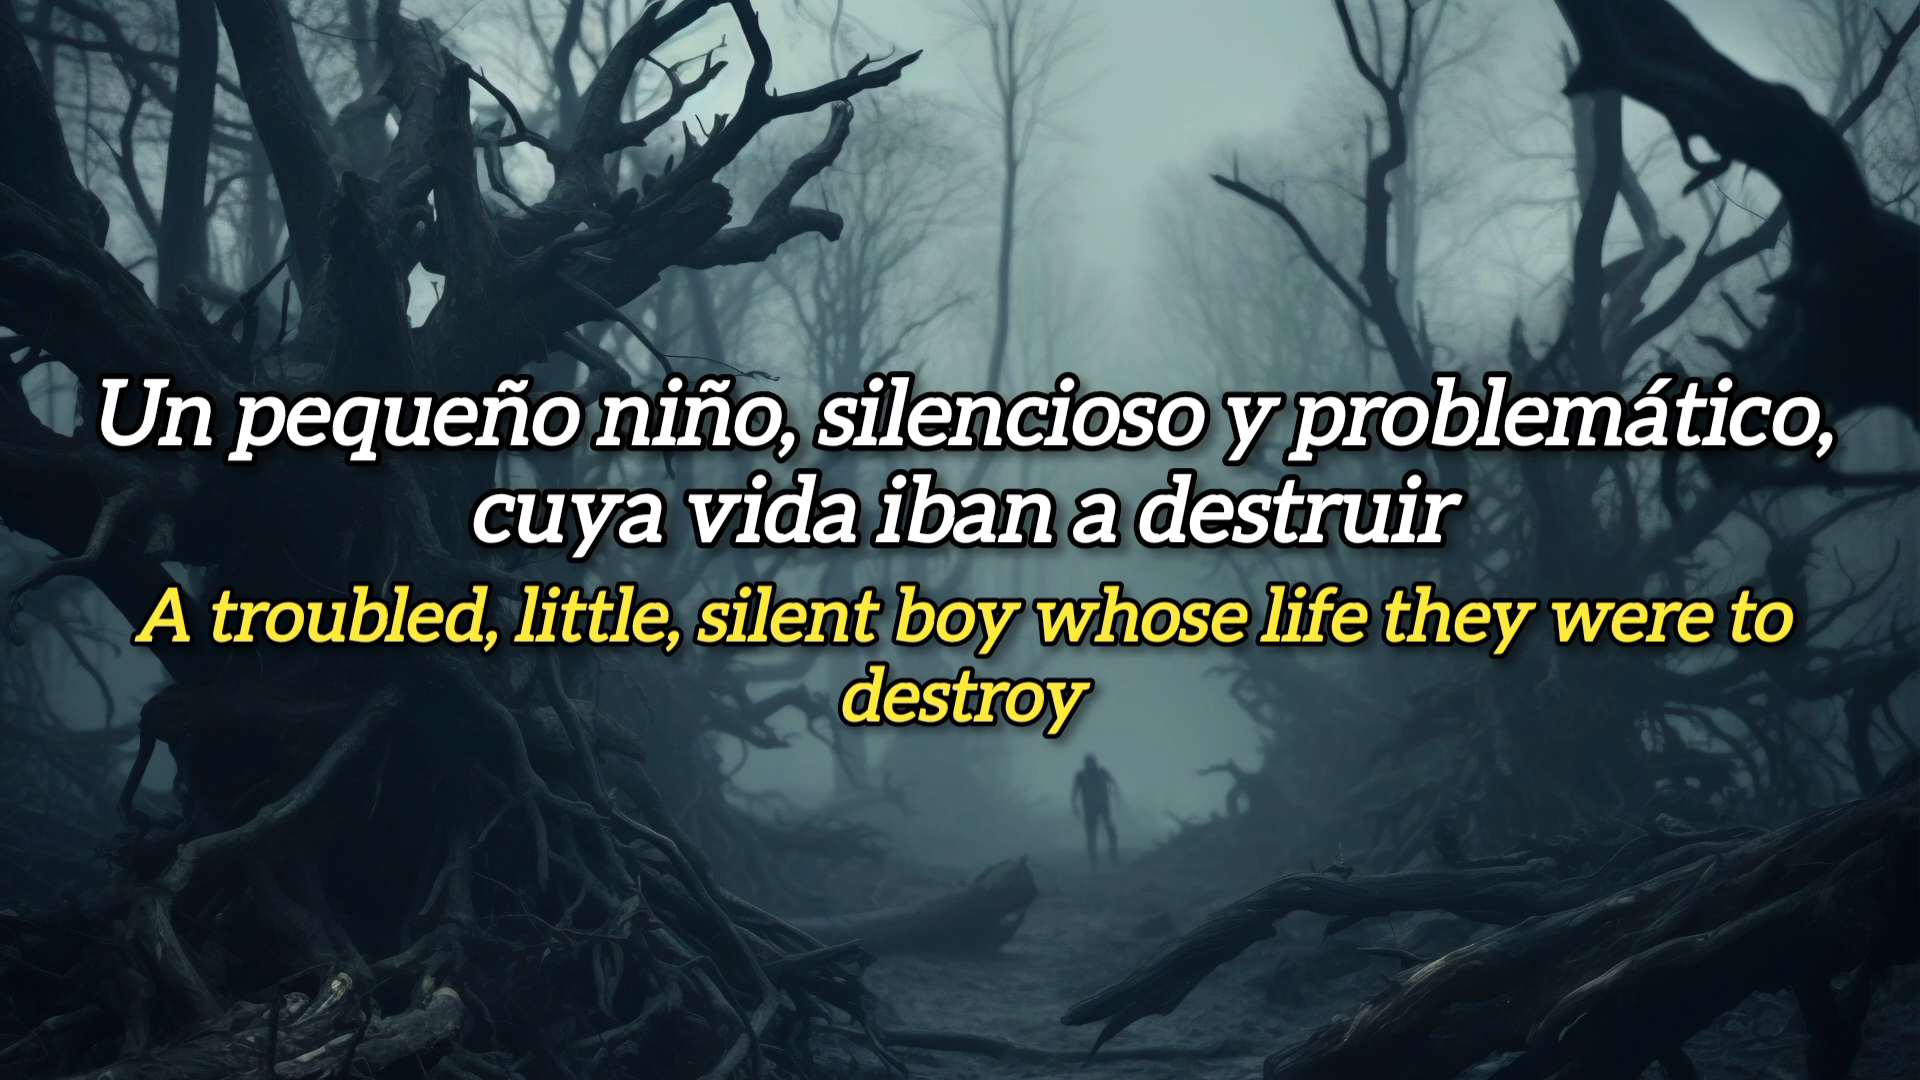 Un pequeño niño, silencioso y problemático,
cuya vida iban a destruir
A troubled, little, silent boy whose life they were to
destroy